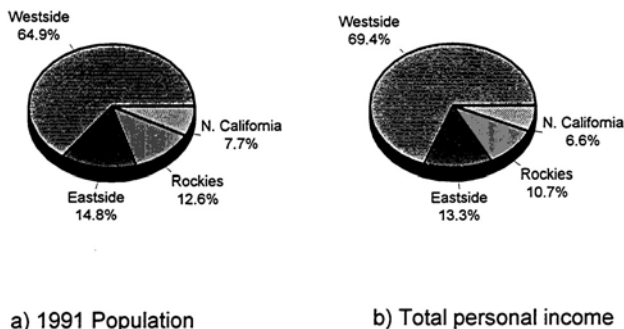 Westside
64.9%
N. California
7.7%
Rockies
12.6%
Eastside
14.8%
a) 1991 Population
Westside
69.4%
N. California
6.6%
Rockies
10.7%
Eastside
13.3%
b) Total personal income